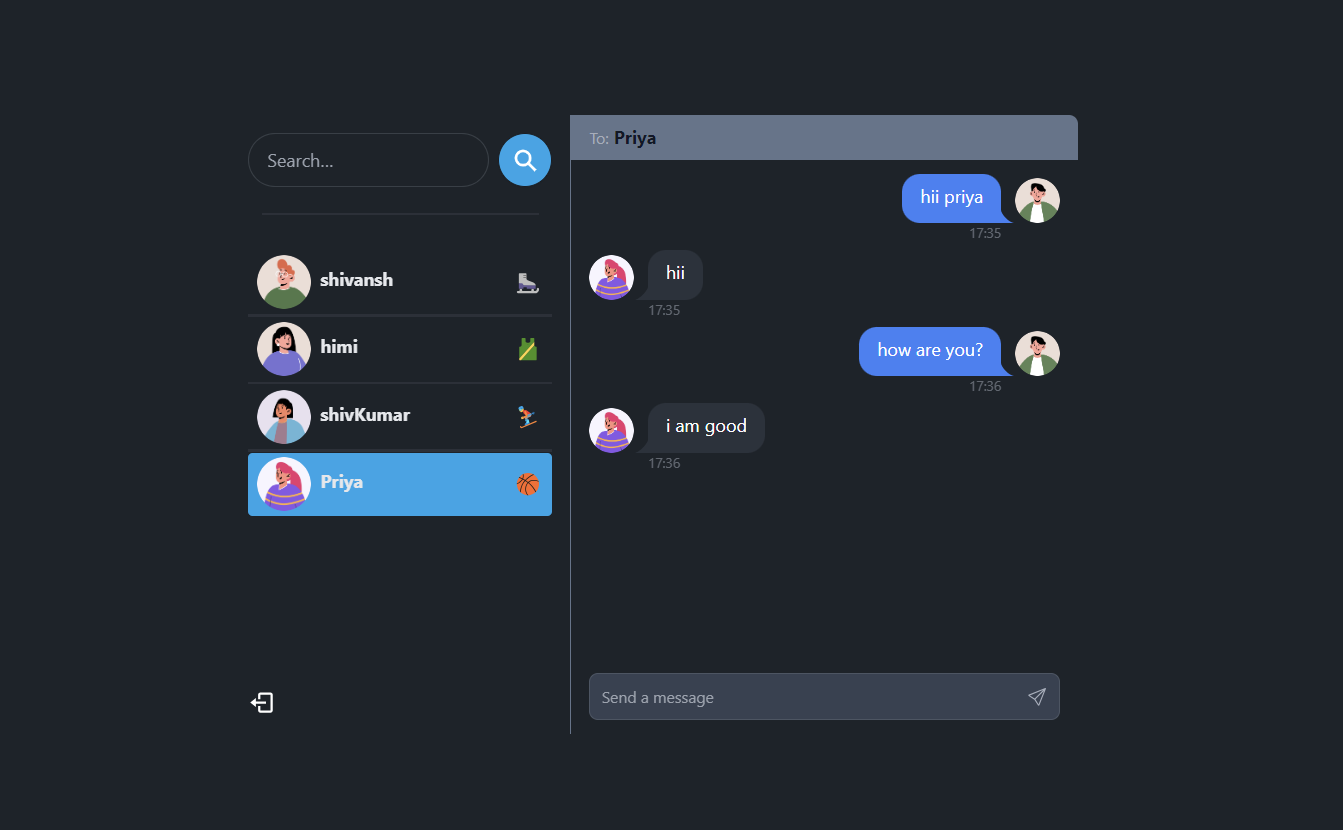 Search...
shivansh
himi
shivKumar
Priya
To: Priya
hii priya
17:35
hii
17:35
how are you?
17:36
i am good
17:36
Send a message